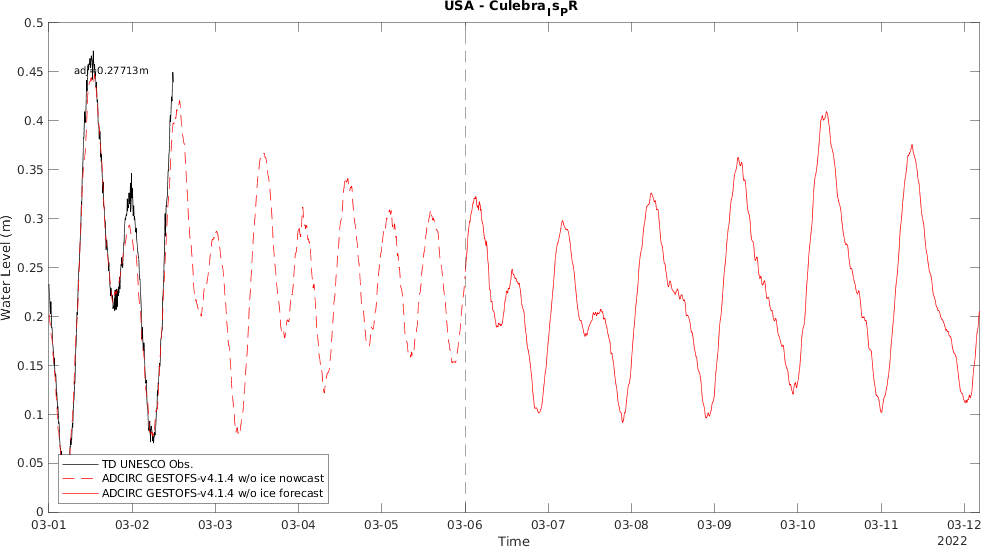 USA - Culebra_Is_PR
0.5
0.45
0.4
0.35
0.3
0.25
0.2
0.15
0.1
0.05
0
Water Level (m)
adj=0.27713m
TD UNESCO Obs.
ADCIRC GESTOFS-v4.1.4 w/o ice nowcast
ADCIRC GESTOFS-v4.1.4 w/o ice forecast
03-01 03-02 03-03 03-04 03-05 03-06 03-07 03-08 03-09 03-10 03-11 03-12
Time
2022